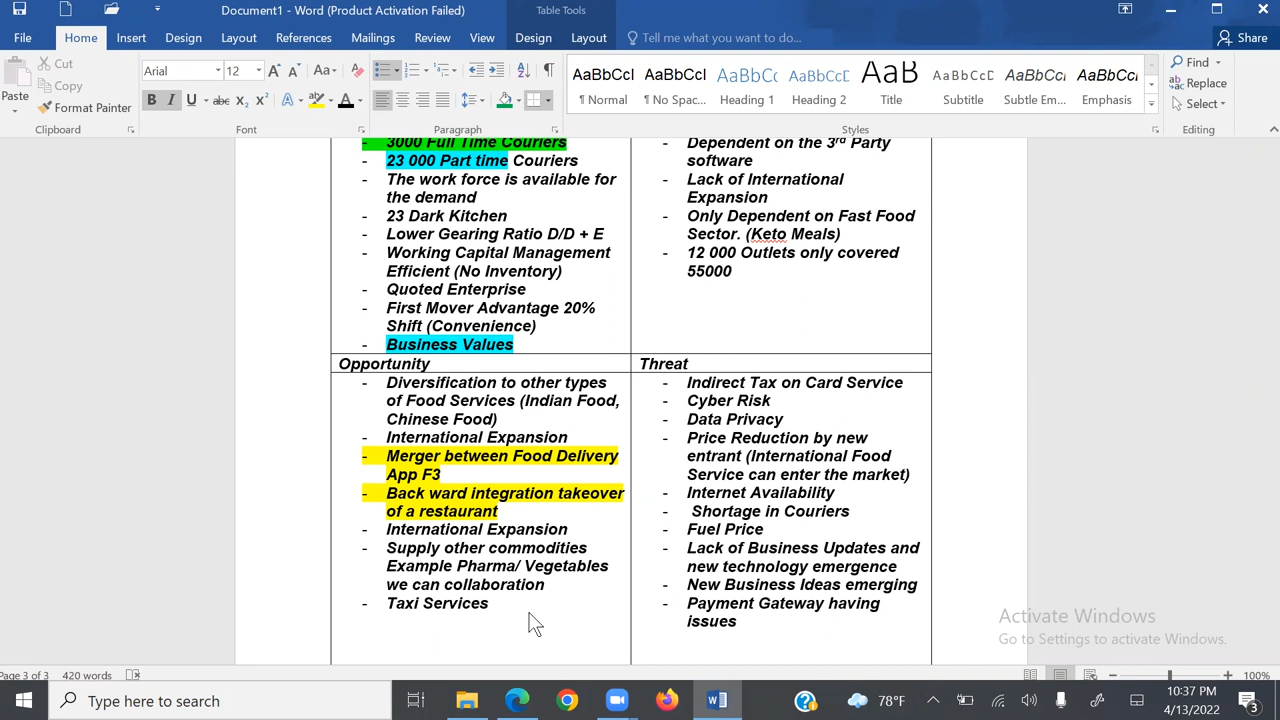 Document1 - Word (Product Activation Failed)
Table Tools
File
Home
Insert
Design
Layout
References
Mailings
Review
View
Design
Layout
Tell me what you want to do...
Share
Paste
Cut
Copy
Format Painter
Clipboard
Arial
12
Font
Paragraph
AaBbCcI
¶ Normal
AaBbCcI
¶ No Spac...
AaBbCc
Heading 1
AaBbCcI
Heading 2
AaB
Title
AaBbCcD
Subtitle
AaBbCcDt
Subtle Em...
AaBbCcDt
Emphasis
Styles
Find
Replace
Select
Editing
- 3000 Full Time Couriers
- 23 000 Part time Couriers
- The work force is available for
the demand
- 23 Dark Kitchen
- Lower Gearing Ratio D/D + E
- Working Capital Management
Efficient (No Inventory)
- Quoted Enterprise
- First Mover Advantage 20%
Shift (Convenience)
- Business Values
- Dependent on the 3rd Party
software
- Lack of International
Expansion
- Only Dependent on Fast Food
Sector. (Keto Meals)
- 12 000 Outlets only covered
55000
Opportunity
- Diversification to other types
of Food Services (Indian Food,
Chinese Food)
- International Expansion
- Merger between Food Delivery
App F3
- Back ward integration takeover
of a restaurant
- International Expansion
- Supply other commodities
Example Pharma/ Vegetables
we can collaboration
- Taxi Services
Threat
- Indirect Tax on Card Service
- Cyber Risk
- Data Privacy
- Price Reduction by new
entrant (International Food
Service can enter the market)
- Internet Availability
- Shortage in Couriers
- Fuel Price
- Lack of Business Updates and
new technology emergence
- New Business Ideas emerging
- Payment Gateway having
issues
Activate Windows
Go to Settings to activate Windows.
Page 3 of 3
420 words
100%
Type here to search
78°F
10:37 PM
4/13/2022
3